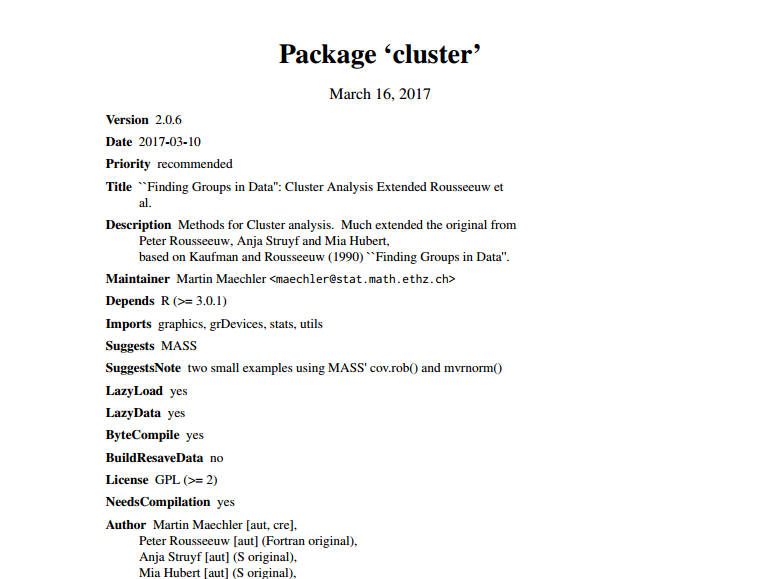 Package ‘cluster’
March 16, 2017
Version 2.0.6
Date 2017-03-10
Priority recommended
Title ``Finding Groups in Data'': Cluster Analysis Extended Rousseeuw et
al.
Description Methods for Cluster analysis. Much extended the original from
Peter Rousseeuw, Anja Struyf and Mia Hubert,
based on Kaufman and Rousseeuw (1990) ``Finding Groups in Data''.
Maintainer Martin Maechler <maechler@stat.math.ethz.ch>
Depends R (>= 3.0.1)
Imports graphics, grDevices, stats, utils
Suggests MASS
SuggestsNote two small examples using MASS' cov.rob() and mvrnorm()
LazyLoad yes
LazyData yes
ByteCompile yes
BuildResaveData no
License GPL (>= 2)
NeedsCompilation yes
Author Martin Maechler [aut, cre],
Peter Rousseeuw [aut] (Fortran original),
Anja Struyf [aut] (S original),
Mia Hubert [aut] (S original),